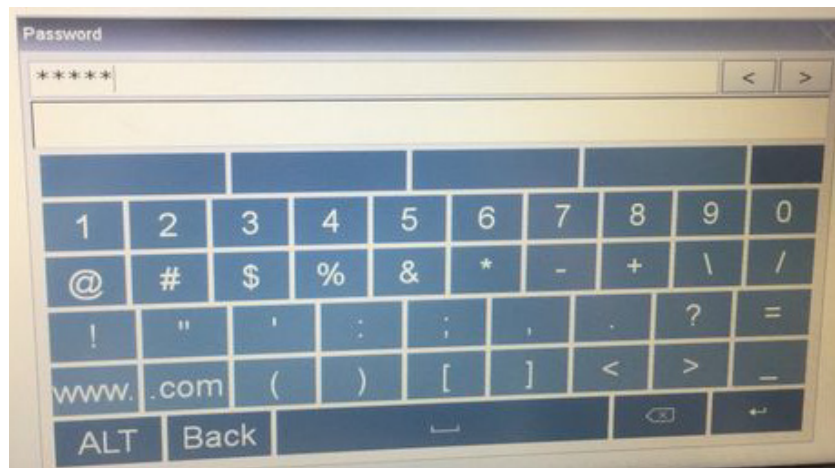 Password
***** < >
1 2 3 4 5 6 7 8 9 0
@ # $ % & * - + \ /
! " ' : ; , . ? =
www. .com ( ) [ ] < > _
ALT Back